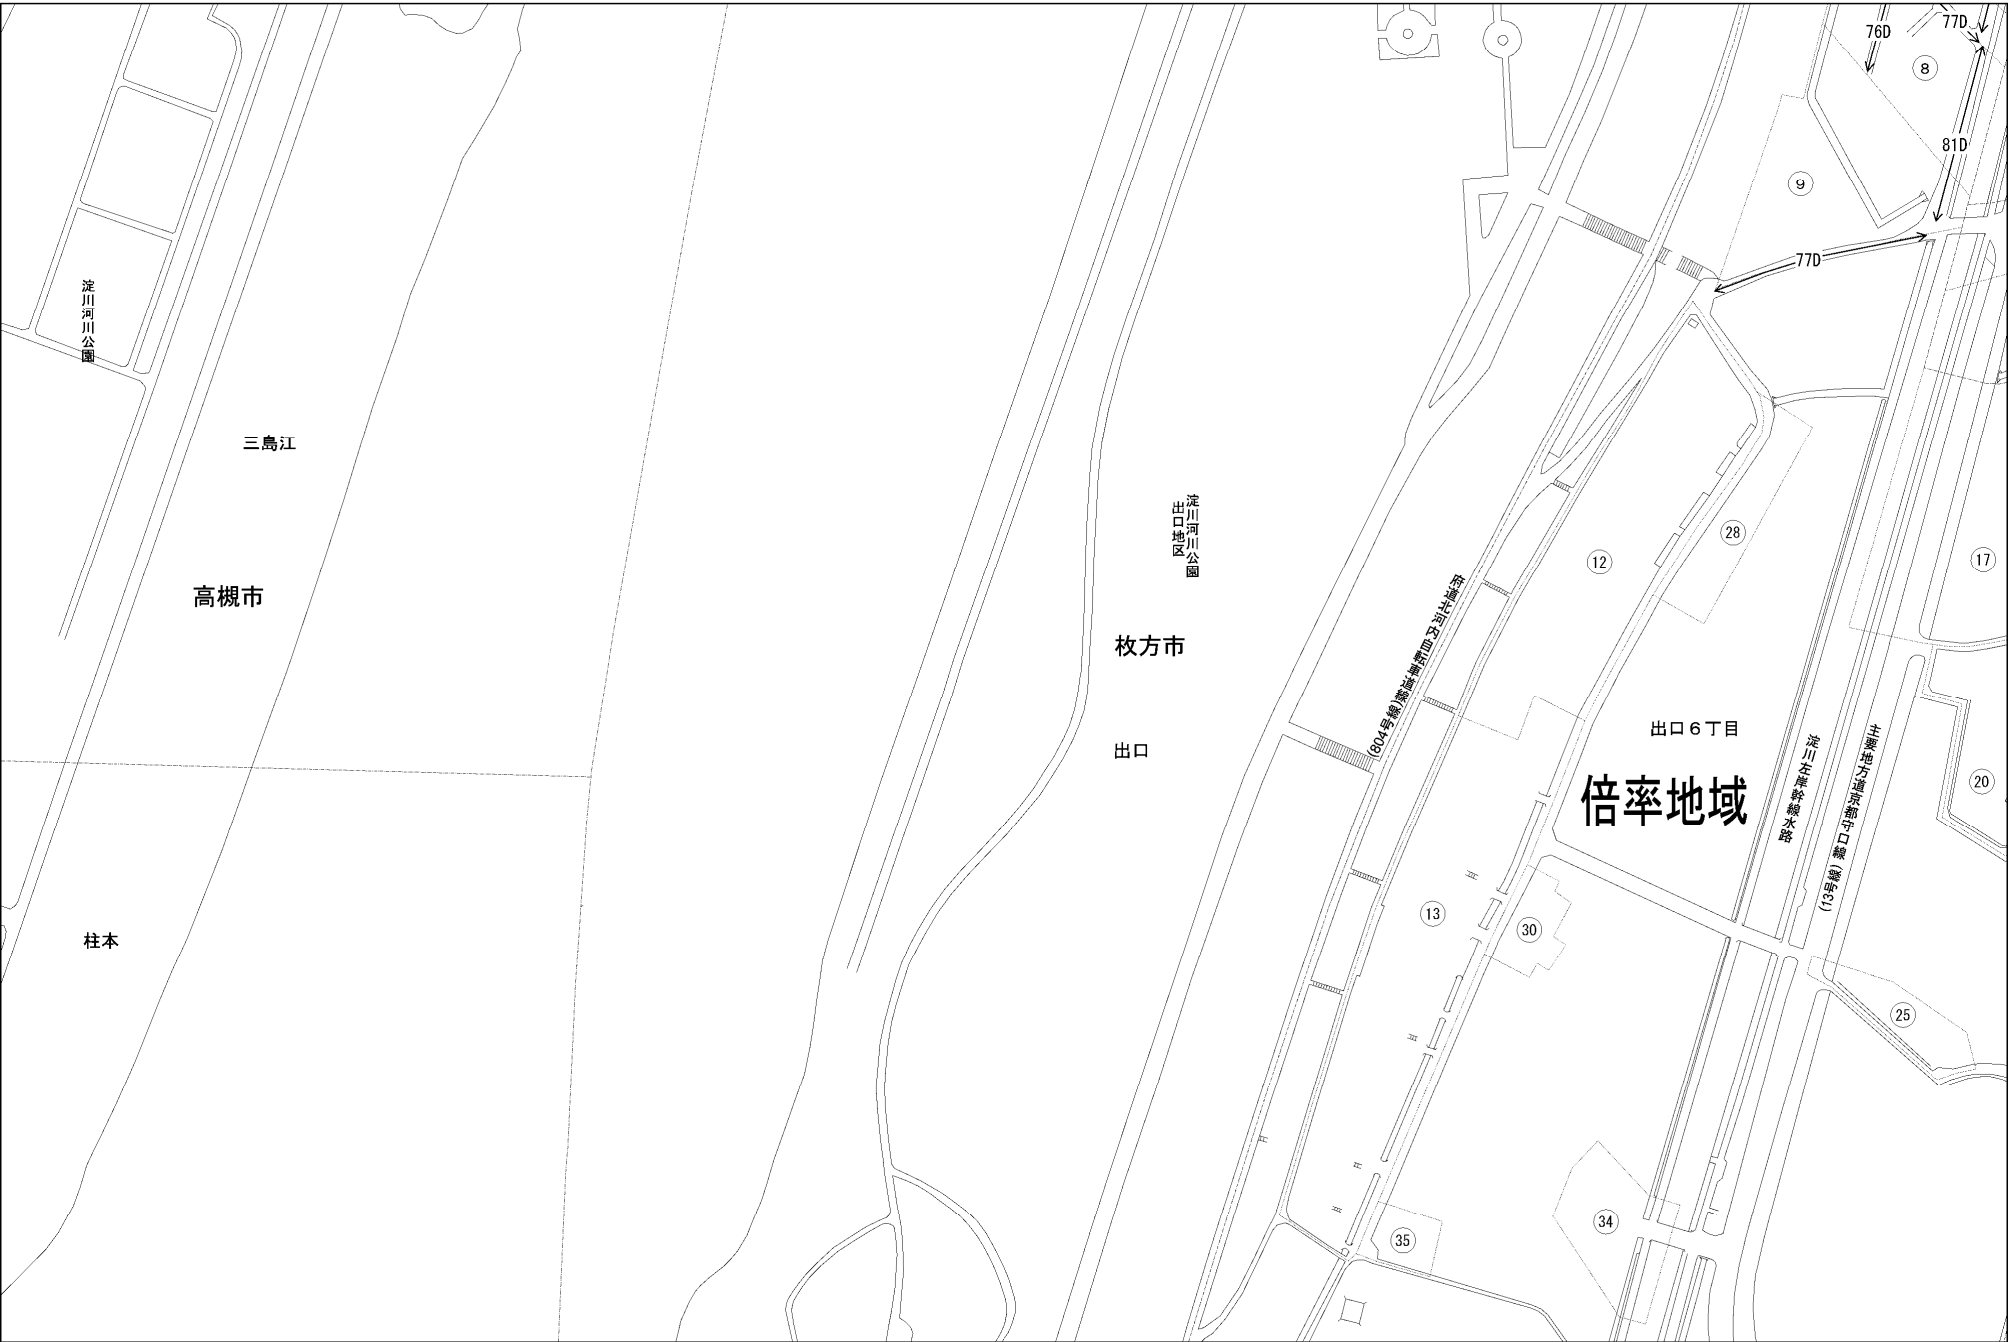 76D
77D
8
81D
9
77D
淀川河川公園
三島江
高槻市
柱本
淀川河川公園
出口地区
枚方市
出口
府道北河内自転車道線
(804号線)
12
28
17
出口６丁目
倍率地域
淀川左岸幹線水路
主要地方道京都守口線
(13号線)
20
13
30
25
34
35